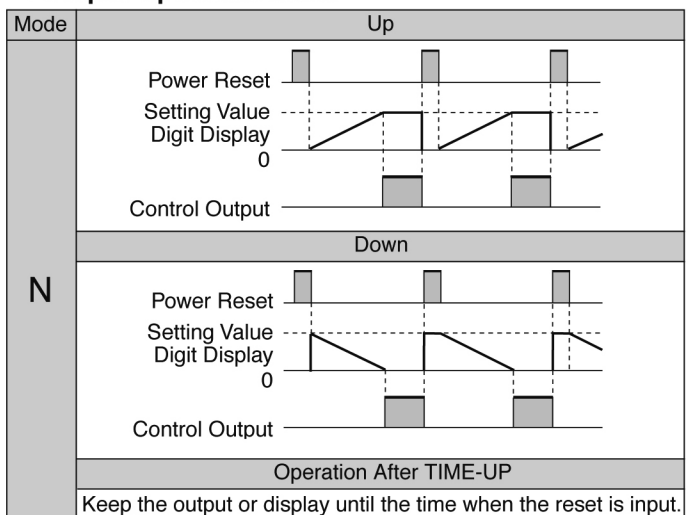 Mode
Up
N
Power Reset
Setting Value
Digit Display
0
Control Output
Down
Power Reset
Setting Value
Digit Display
0
Control Output
Operation After TIME-UP
Keep the output or display until the time when the reset is input.